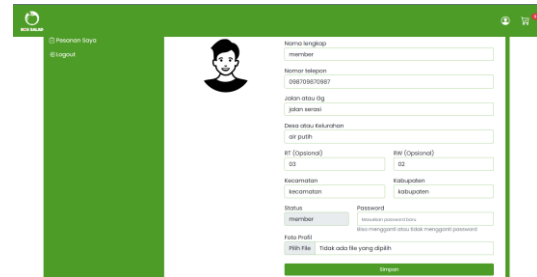 BOS SALAD
Pesanan Saya
Logout
Nama lengkap
member
Nomor telepon
098709870987
Jalan atau Gg
jalan serasi
Desa atau Kelurahan
air putih
RT (Opsional)
RW (Opsional)
03
02
Kecamatan
Kabupaten
kecamatan
kabupaten
Status
Password
member
Masukan password baru
Bisa mengganti atau tidak mengganti password
Foto Profil
Pilih File Tidak ada file yang dipilih
Simpan